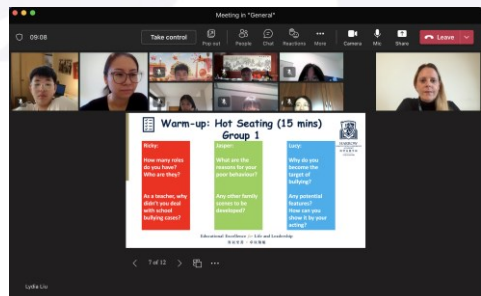 Meeting in "General"
09:08
Take control
Pop out
People
Chat
Reactions
More
Camera
Mic
Share
Leave
Warm-up: Hot Seating (15 mins)
Group 1
HARROW
Ricky:
How many roles
do you have?
Who are they?
As a teacher, why
didn't you deal
with school
bullying cases?
Jasper:
What are the
reasons for your
poor behaviour?
Any other family
scenes to be
developed?
Lucy:
Why do you
become the
target of
bullying?
Any potential
features?
How can you
show it by your
acting?
Educational Excellence for Life and Leadership
7 of 12
Lydia Liu